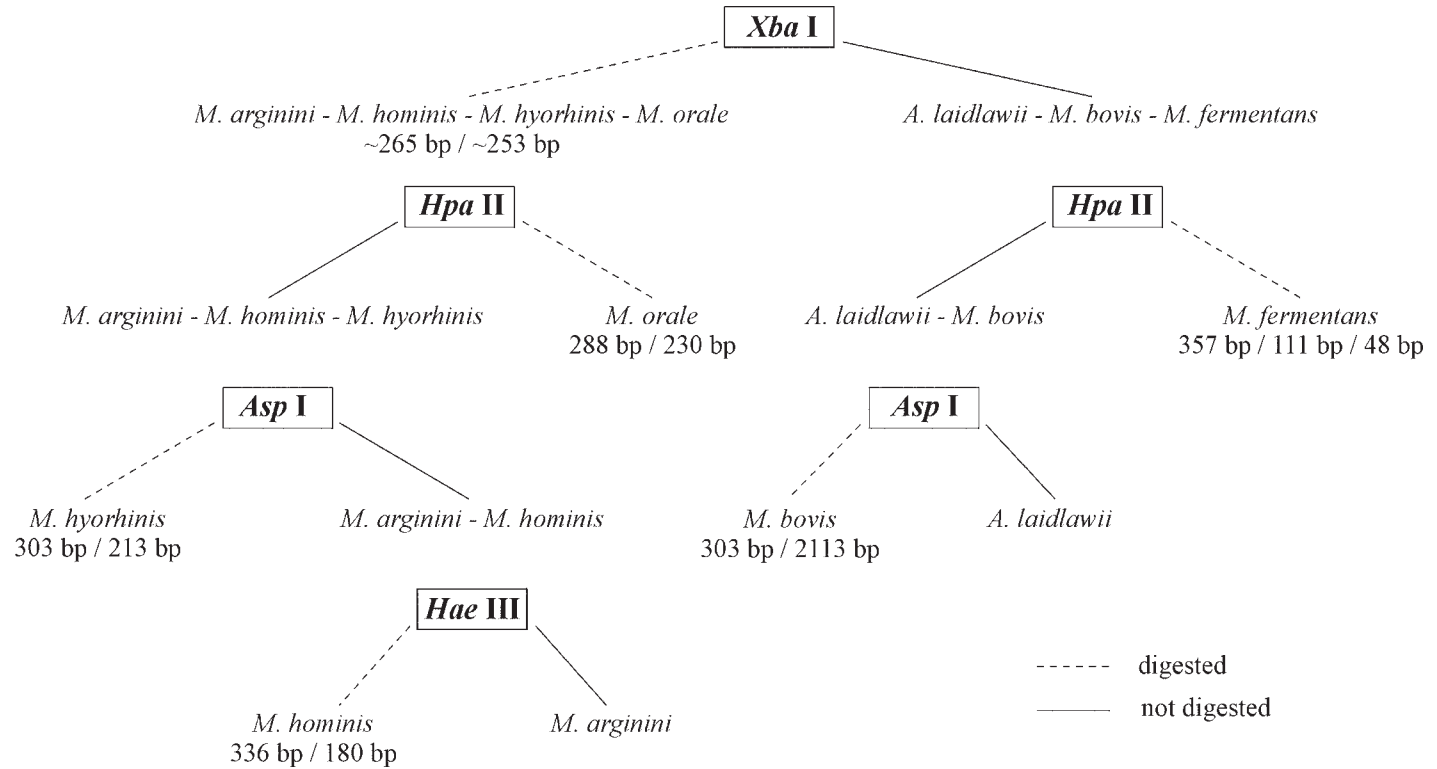 Xba I
M. arginini - M. hominis - M. hyorhinis - M. orale
~265 bp / ~253 bp
A. laidlawii - M. bovis - M. fermentans
Hpa II
Hpa II
M. arginini - M. hominis - M. hyorhinis
M. orale
288 bp / 230 bp
A. laidlawii - M. bovis
M. fermentans
357 bp / 111 bp / 48 bp
Asp I
Asp I
M. hyorhinis
303 bp / 213 bp
M. arginini - M. hominis
M. bovis
303 bp / 2113 bp
A. laidlawii
Hae III
M. hominis
336 bp / 180 bp
M. arginini
digested
not digested